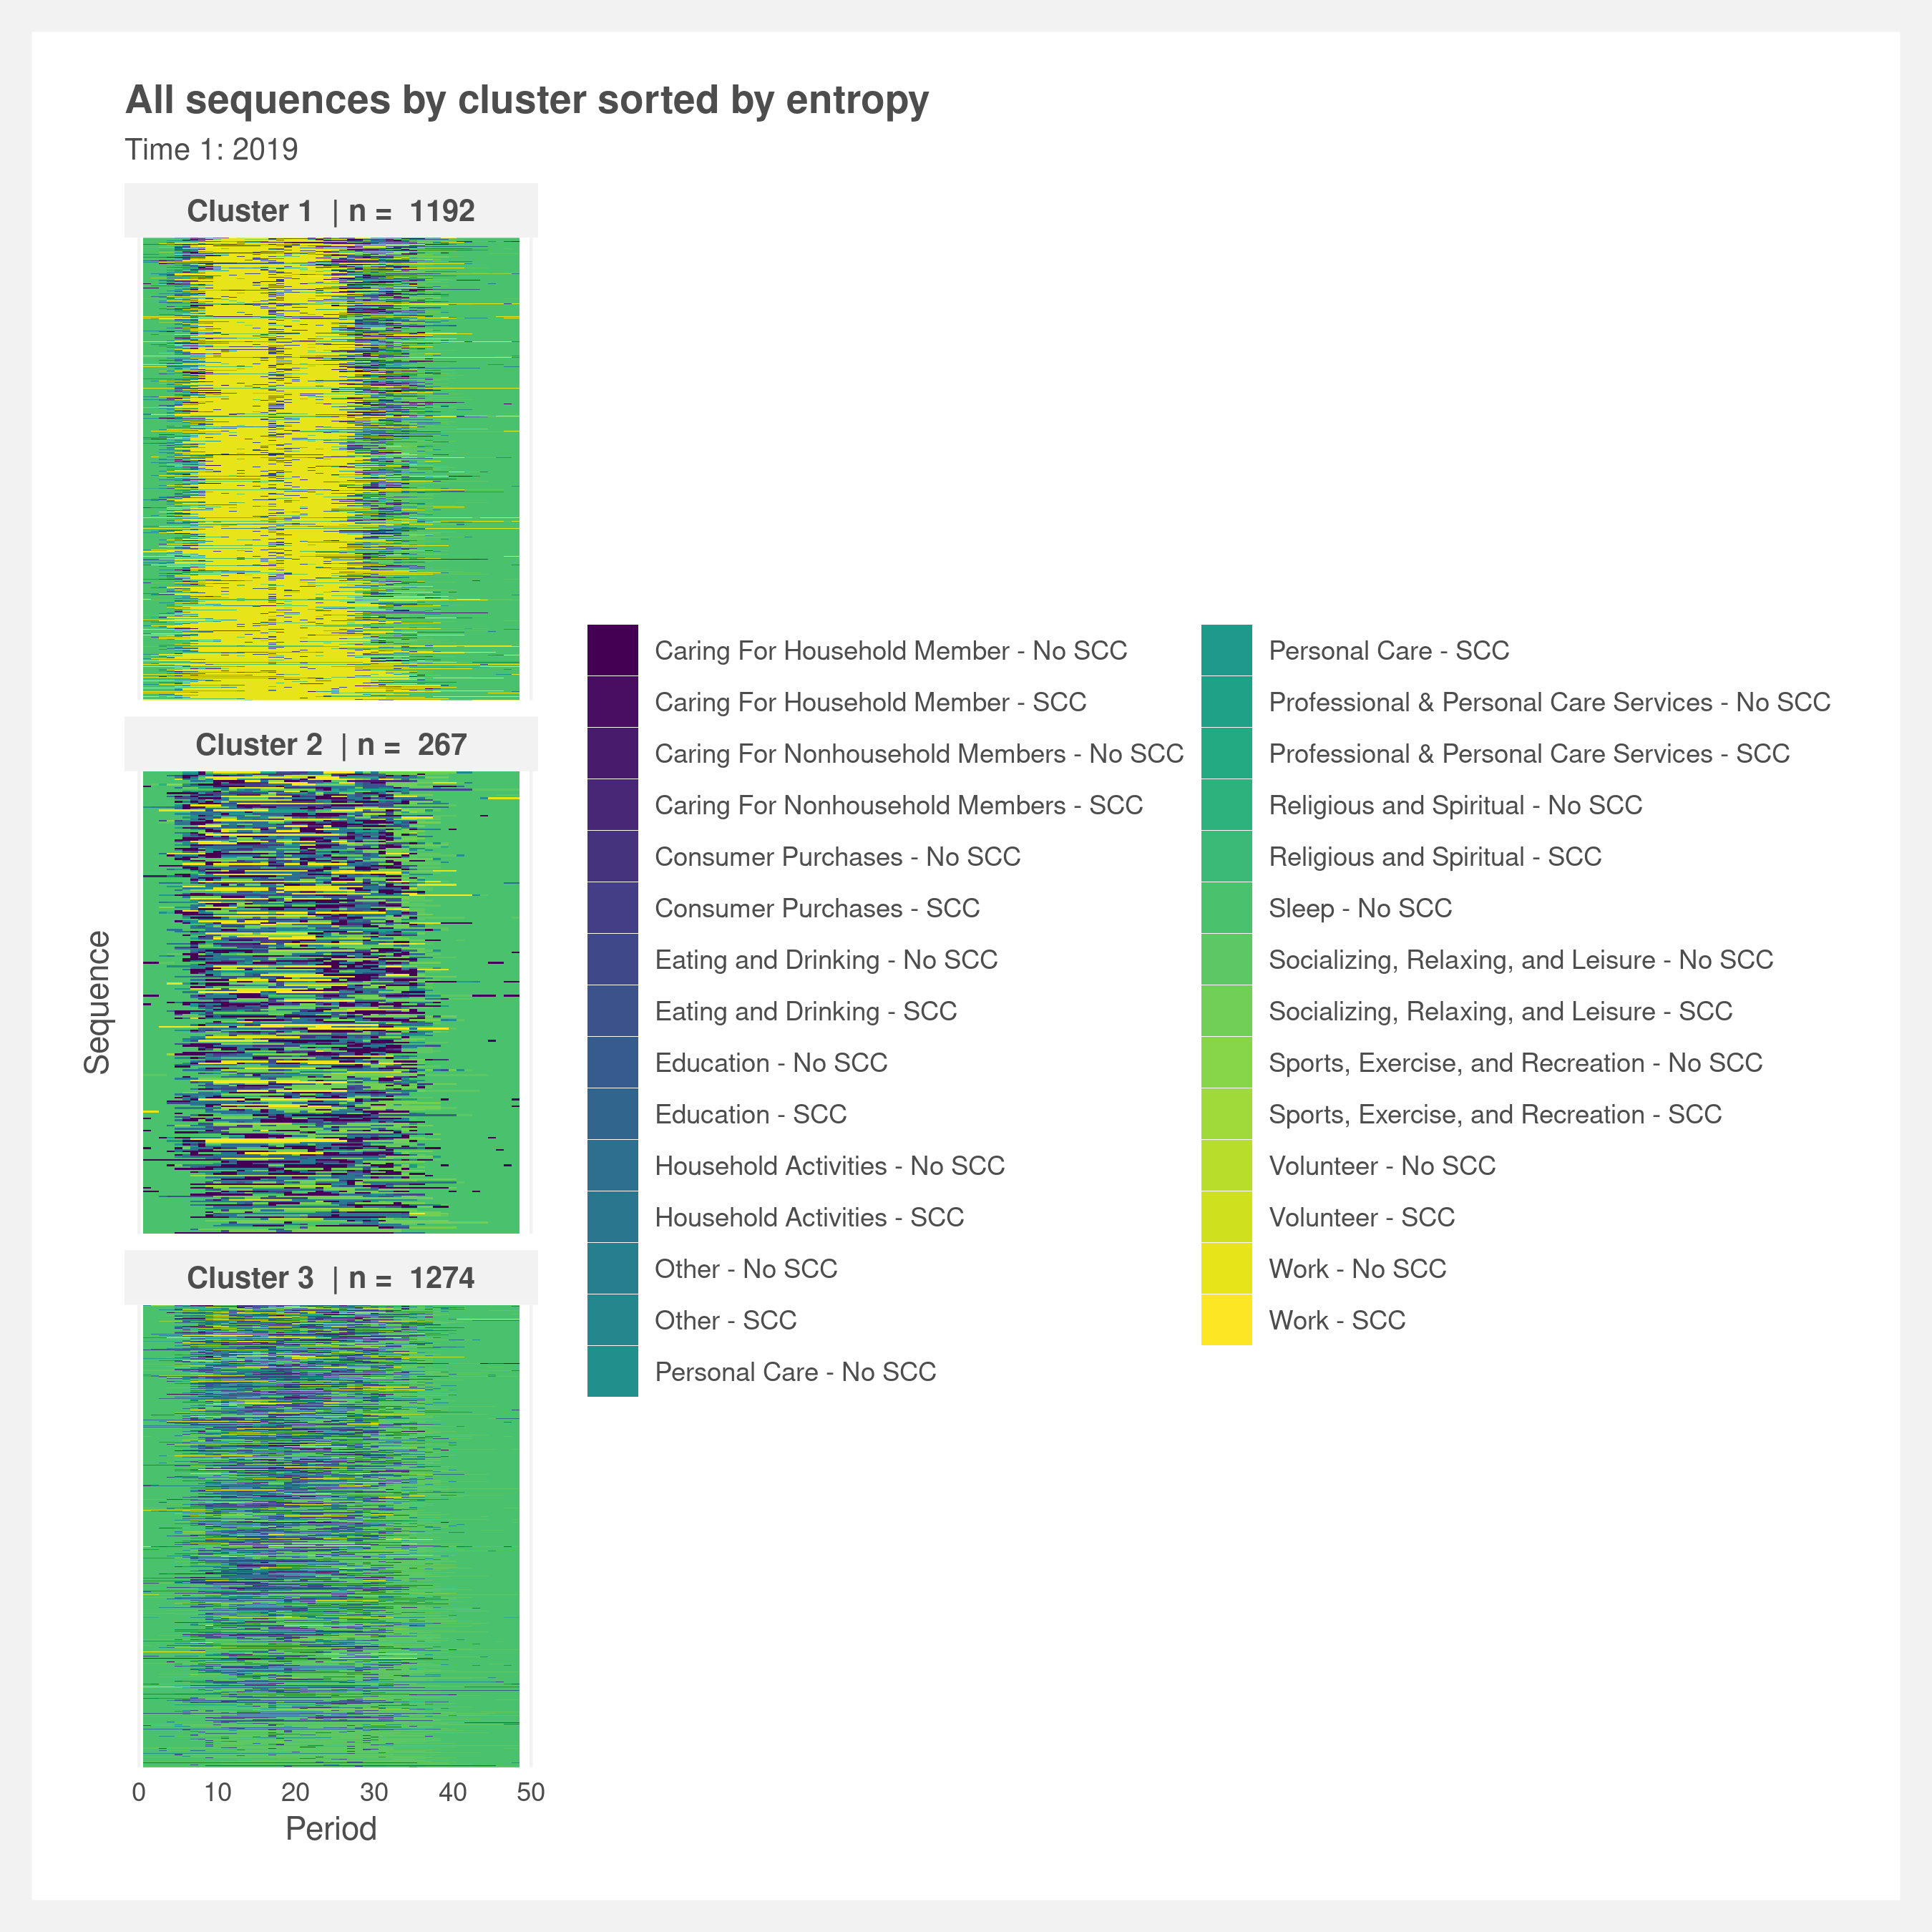 All sequences by cluster sorted by entropy
Time 1: 2019
Cluster 1 | n = 1192
Cluster 2 | n = 267
Cluster 3 | n = 1274
Sequence
0 10 20 30 40 50
Period
Caring For Household Member - No SCC
Caring For Household Member - SCC
Caring For Nonhousehold Members - No SCC
Caring For Nonhousehold Members - SCC
Consumer Purchases - No SCC
Consumer Purchases - SCC
Eating and Drinking - No SCC
Eating and Drinking - SCC
Education - No SCC
Education - SCC
Household Activities - No SCC
Household Activities - SCC
Other - No SCC
Other - SCC
Personal Care - No SCC
Personal Care - SCC
Professional & Personal Care Services - No SCC
Professional & Personal Care Services - SCC
Religious and Spiritual - No SCC
Religious and Spiritual - SCC
Sleep - No SCC
Socializing, Relaxing, and Leisure - No SCC
Socializing, Relaxing, and Leisure - SCC
Sports, Exercise, and Recreation - No SCC
Sports, Exercise, and Recreation - SCC
Volunteer - No SCC
Volunteer - SCC
Work - No SCC
Work - SCC